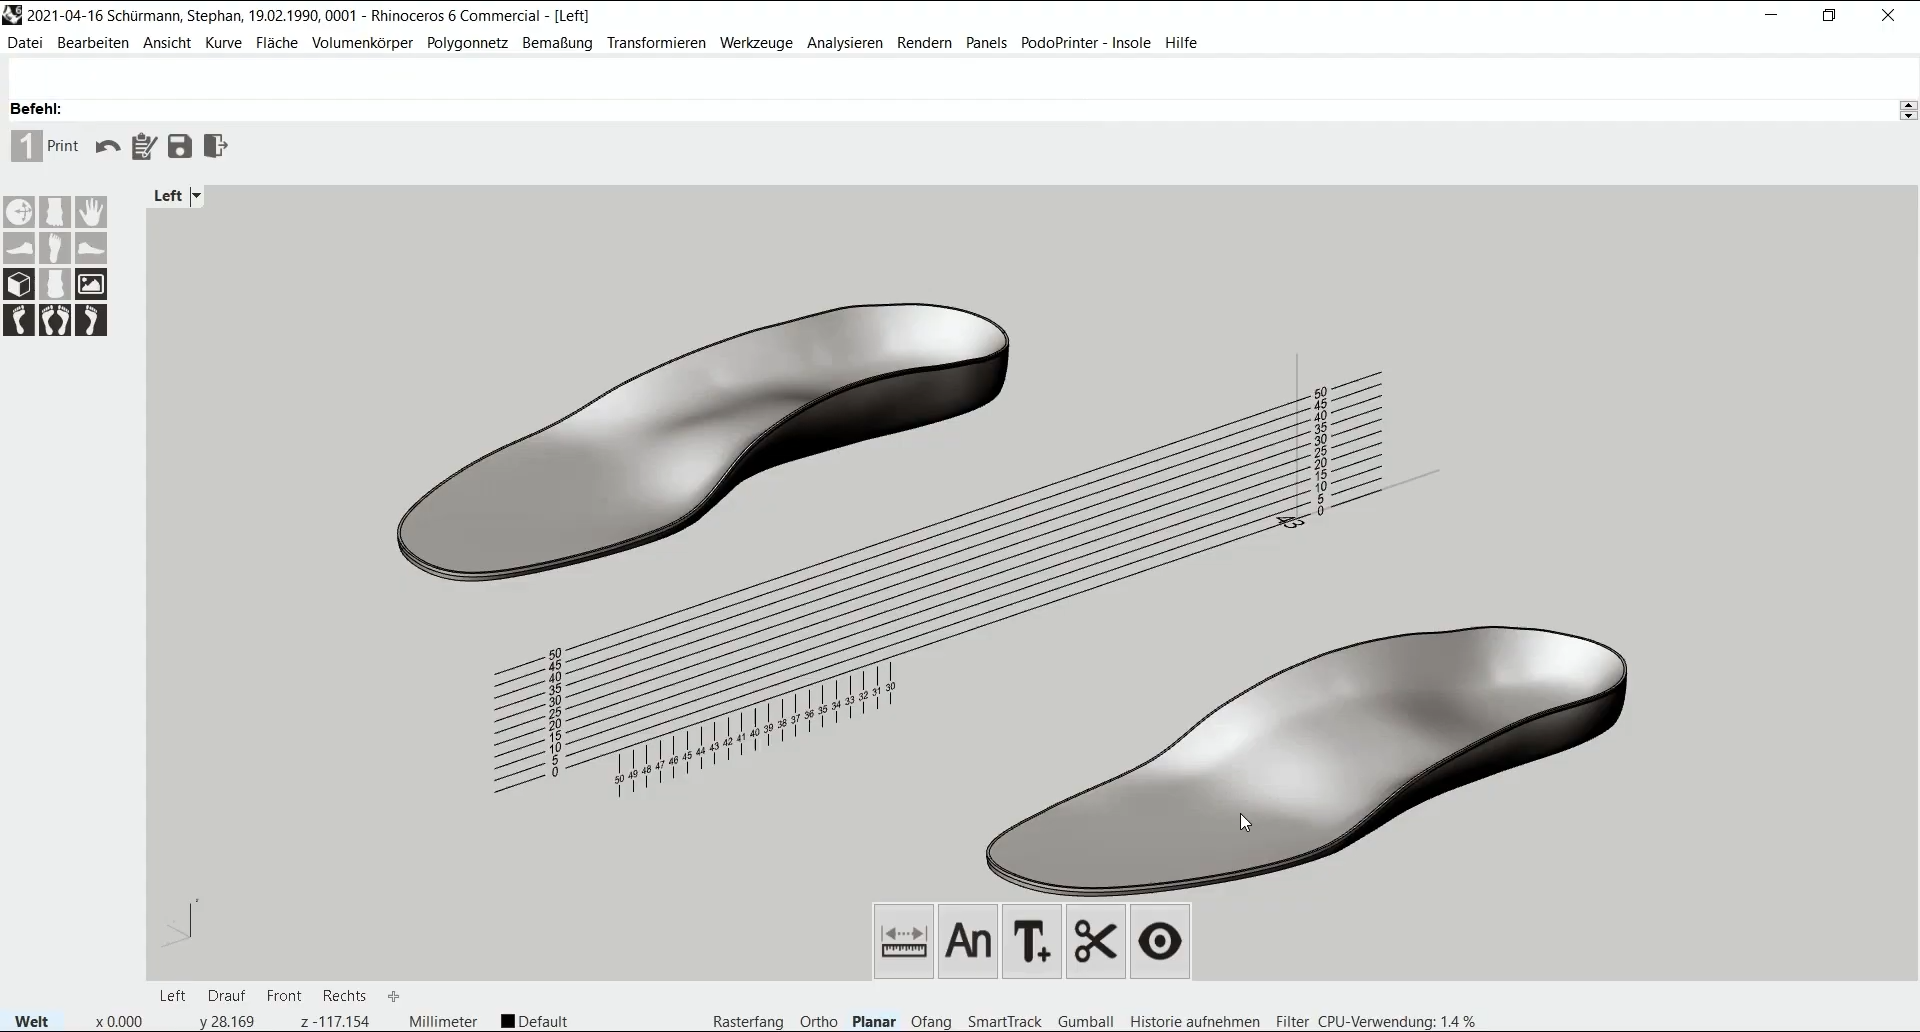 2021-04-16 Schürmann, Stephan, 19.02.1990, 0001 - Rhinoceros 6 Commercial - [Left]
Datei Bearbeiten Ansicht Kurve Fläche Volumenkörper Polygonnetz Bemaßung Transformieren Werkzeuge Analysieren Rendern Panels PodoPrinter - Insole Hilfe
Befehl:
1 Print
Left
50
45
40
35
30
25
20
15
10
5
0
43
50
45
40
35
30
25
20
15
10
5
0
50 49 48 47 46 45 44 43 42 41 40 39 38 37 36 35 34 33 32 31 30
An T+
Left Drauf Front Rechts
Welt x 0.000 y 28.169 z -117.154 Millimeter Default Rasterfang Ortho Planar Ofang SmartTrack Gumball Historie aufnehmen Filter CPU-Verwendung: 1.4 %